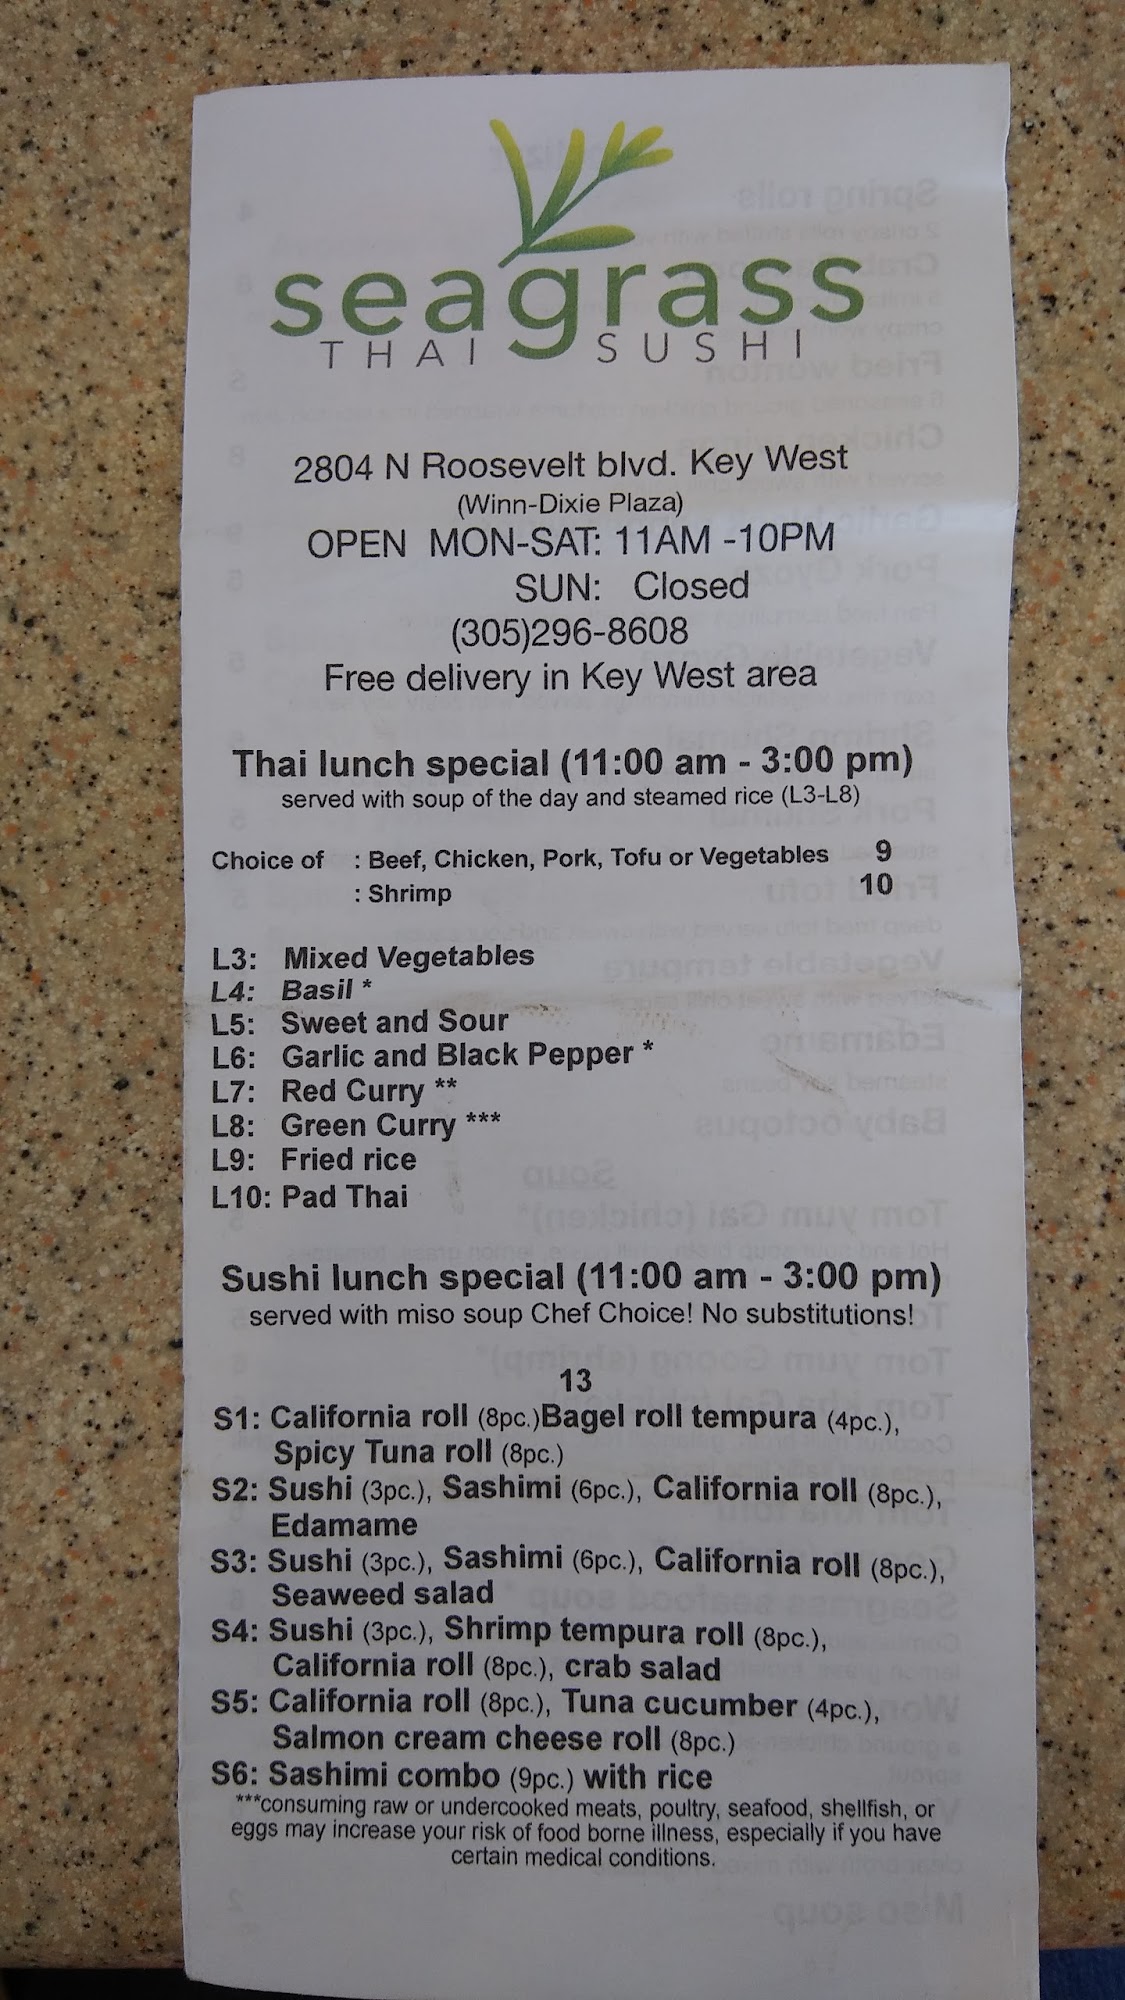 seagrass
THAI SUSHI
2804 N Roosevelt blvd. Key West
(Winn-Dixie Plaza)
OPEN MON-SAT: 11AM -10PM
SUN: Closed
(305)296-8608
Free delivery in Key West area
Thai lunch special (11:00 am - 3:00 pm)
served with soup of the day and steamed rice (L3-L8)
Choice of : Beef, Chicken, Pork, Tofu or Vegetables 9
: Shrimp 10
L3: Mixed Vegetables
L4: Basil *
L5: Sweet and Sour
L6: Garlic and Black Pepper *
L7: Red Curry **
L8: Green Curry ***
L9: Fried rice
L10: Pad Thai
Sushi lunch special (11:00 am - 3:00 pm)
served with miso soup Chef Choice! No substitutions!
13
S1: California roll (8pc.)Bagel roll tempura (4pc.),
Spicy Tuna roll (8pc.)
S2: Sushi (3pc.), Sashimi (6pc.), California roll (8pc.),
Edamame
S3: Sushi (3pc.), Sashimi (6pc.), California roll (8pc.),
Seaweed salad
S4: Sushi (3pc.), Shrimp tempura roll (8pc.),
California roll (8pc.), crab salad
S5: California roll (8pc.), Tuna cucumber (4pc.),
Salmon cream cheese roll (8pc.)
S6: Sashimi combo (9pc.) with rice
***consuming raw or undercooked meats, poultry, seafood, shellfish, or
eggs may increase your risk of food borne illness, especially if you have
certain medical conditions.